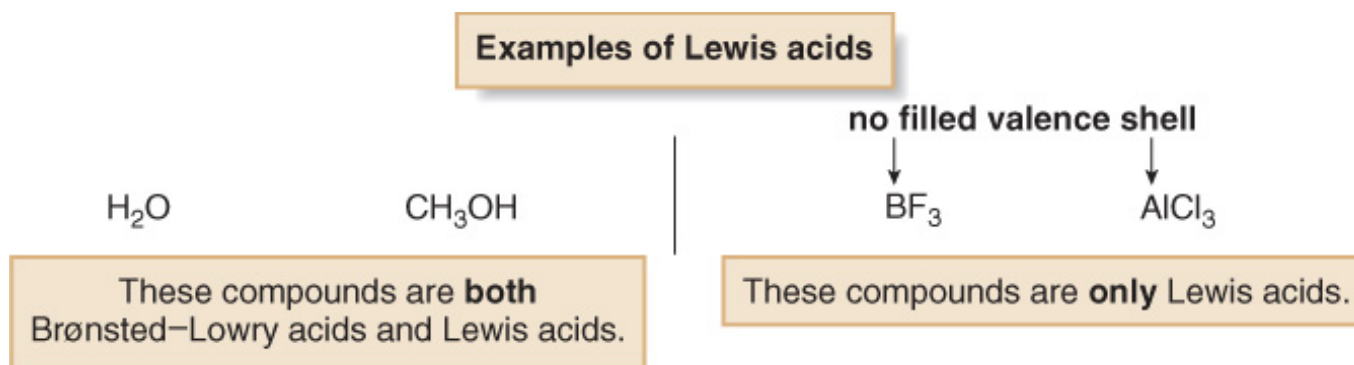 Examples of Lewis acids
no filled valence shell
H₂O
CH₃OH
BF₃
AlCl₃
These compounds are both
Brønsted–Lowry acids and Lewis acids.
These compounds are only Lewis acids.